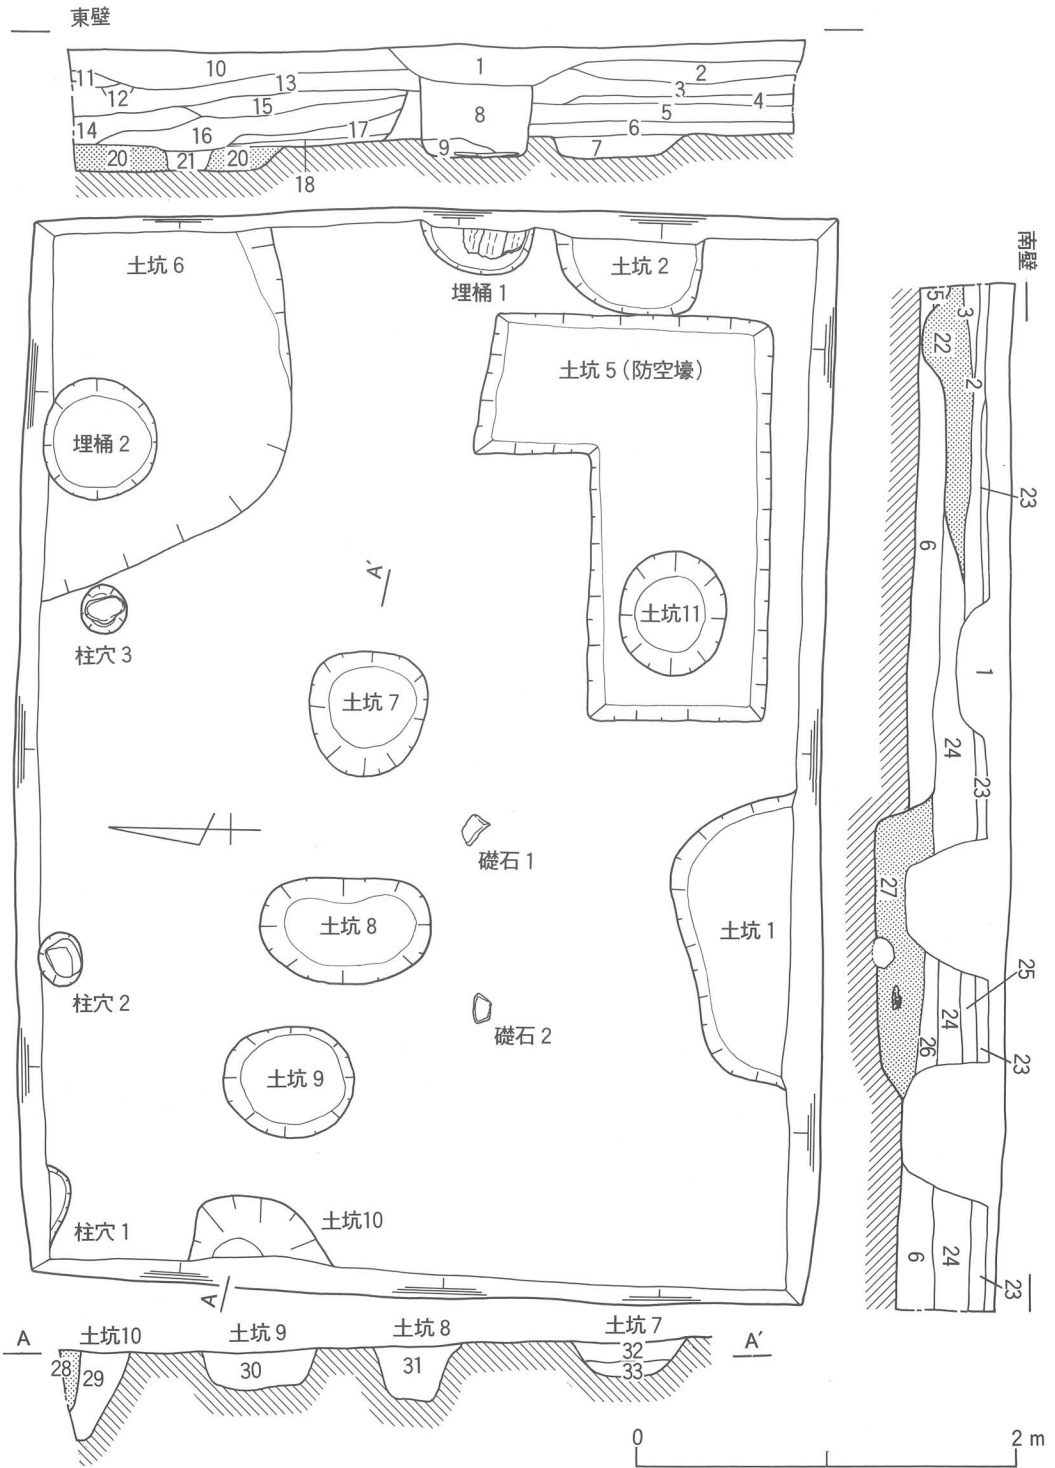 東壁
10
1
2
11
12
13
3
4
15
8
5
14
16
17
6
9
7
20
21
20
18
土坑 6
埋桶 1
土坑 2
南壁
土坑 5(防空壕)
埋桶 2
A′
柱穴 3
土坑11
土坑 7
礎石 1
土坑 8
土坑 1
柱穴 2
礎石 2
土坑 9
柱穴 1
土坑10
A
5
3
22
2
23
6
1
24
23
27
25
24
26
23
6
24
23
A
土坑10
土坑 9
土坑 8
土坑 7
A′
28
29
30
31
32
33
0
2 m